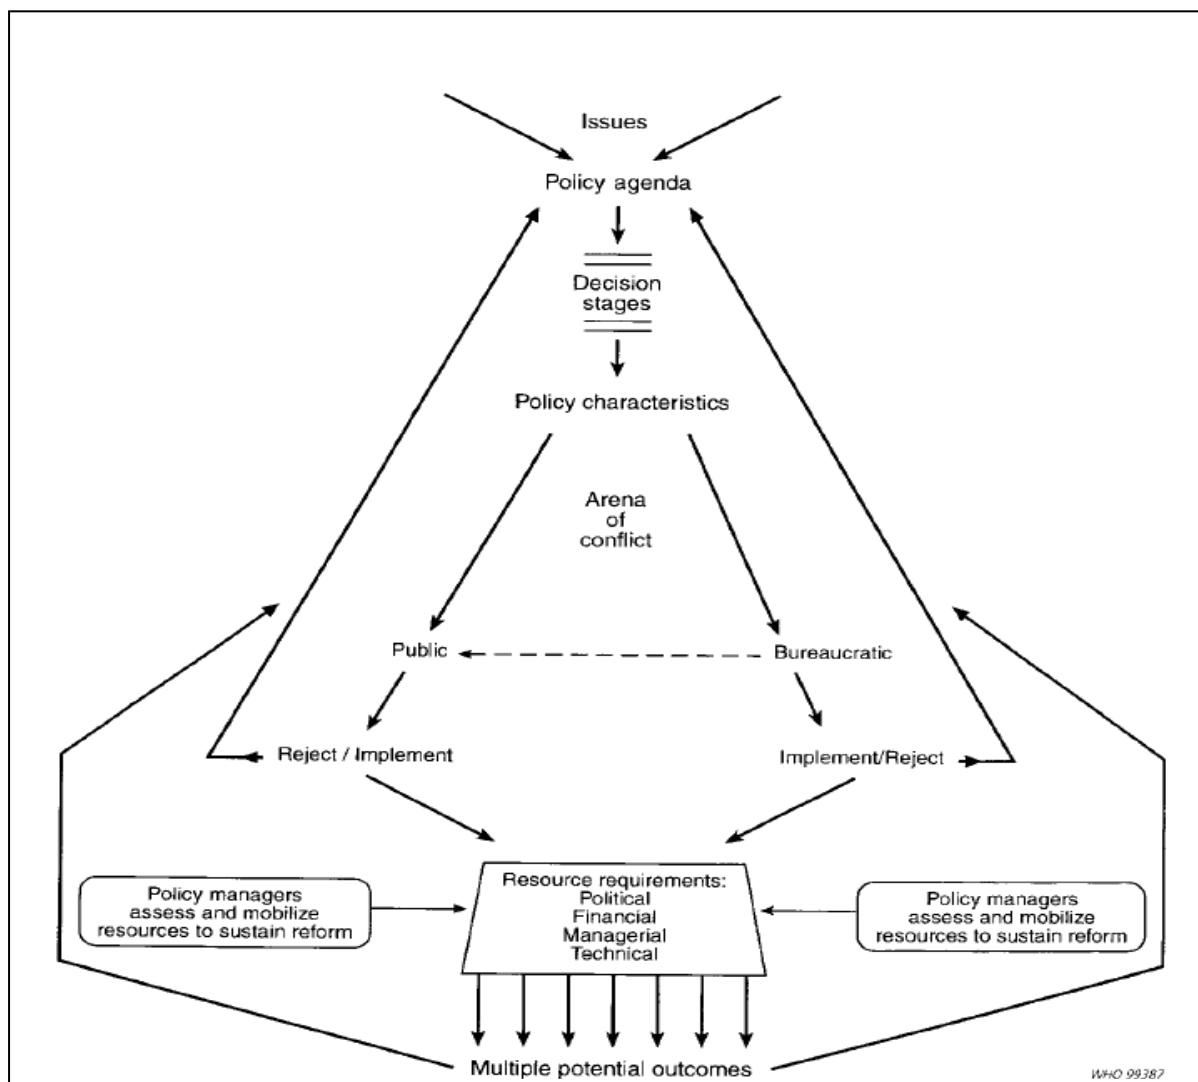 Issues
Policy agenda
Decision
stages
Policy characteristics
Arena
of
conflict
Public
Bureaucratic
Reject / Implement
Implement/Reject
Policy managers
assess and mobilize
resources to sustain reform
Resource requirements:
Political
Financial
Managerial
Technical
Policy managers
assess and mobilize
resources to sustain reform
Multiple potential outcomes
WHO 99387